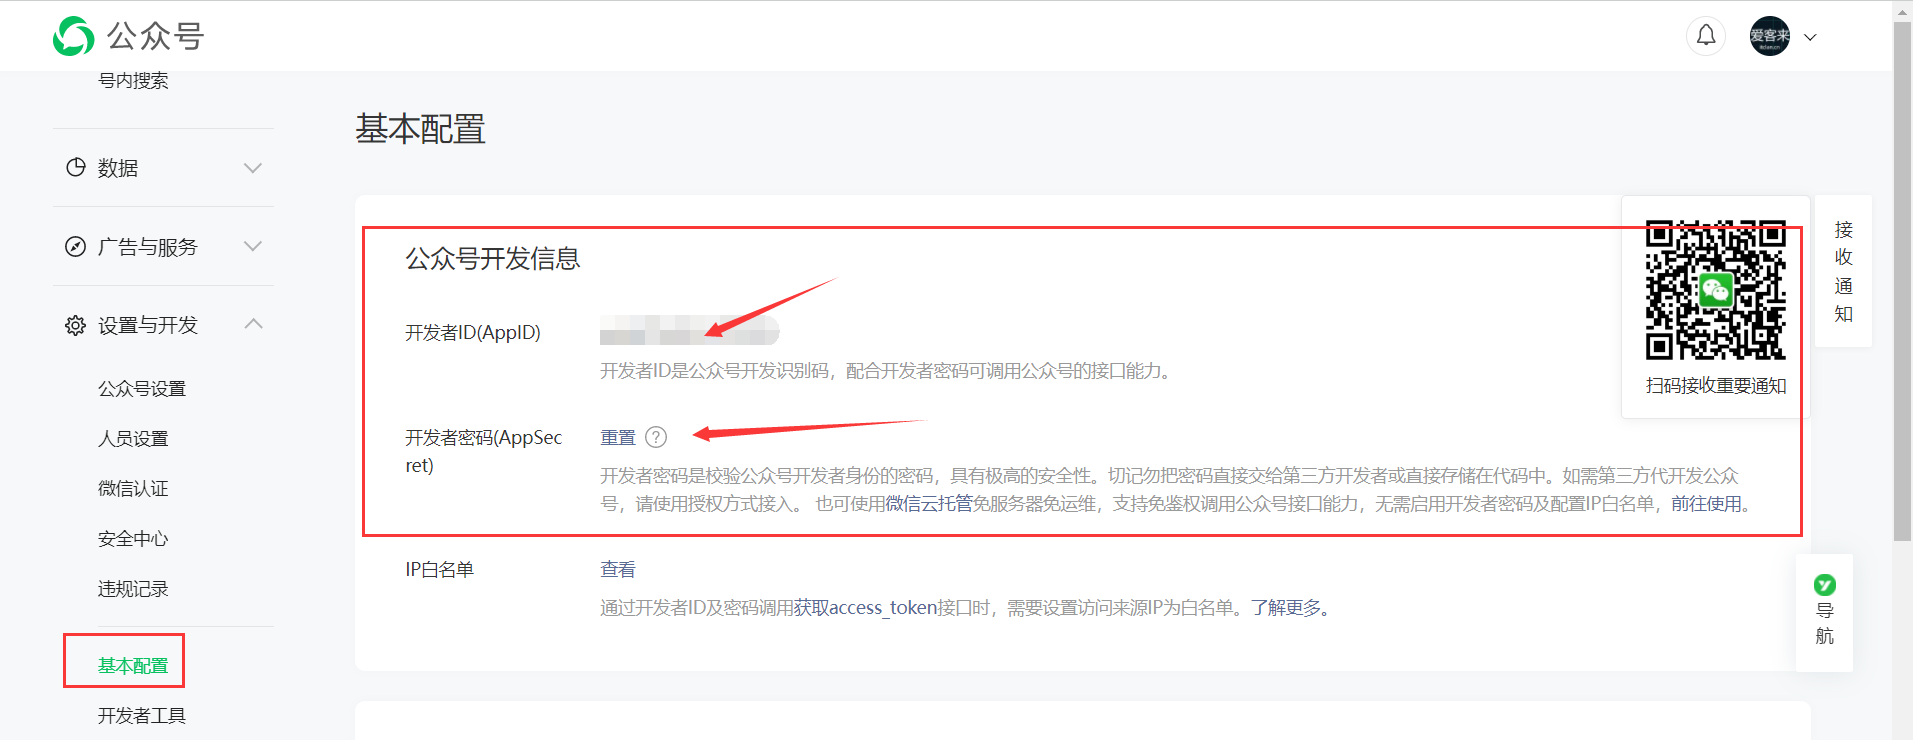 公众号
爱客来
号内搜索
数据
广告与服务
设置与开发
公众号设置
人员设置
微信认证
安全中心
违规记录
基本配置
开发者工具
基本配置
公众号开发信息
开发者ID(AppID)
开发者ID是公众号开发识别码，配合开发者密码可调用公众号的接口能力。
开发者密码(AppSec
ret)
重置 ?
开发者密码是校验公众号开发者身份的密码，具有极高的安全性。切记勿把密码直接交给第三方开发者或直接存储在代码中。如需第三方代开发公众
号，请使用授权方式接入。 也可使用微信云托管免服务器免运维，支持免鉴权调用公众号接口能力，无需启用开发者密码及配置IP白名单，前往使用。
IP白名单
查看
通过开发者ID及密码调用获取access_token接口时，需要设置访问来源IP为白名单。了解更多。
扫码接收重要通知
接
收
通
知
导
航